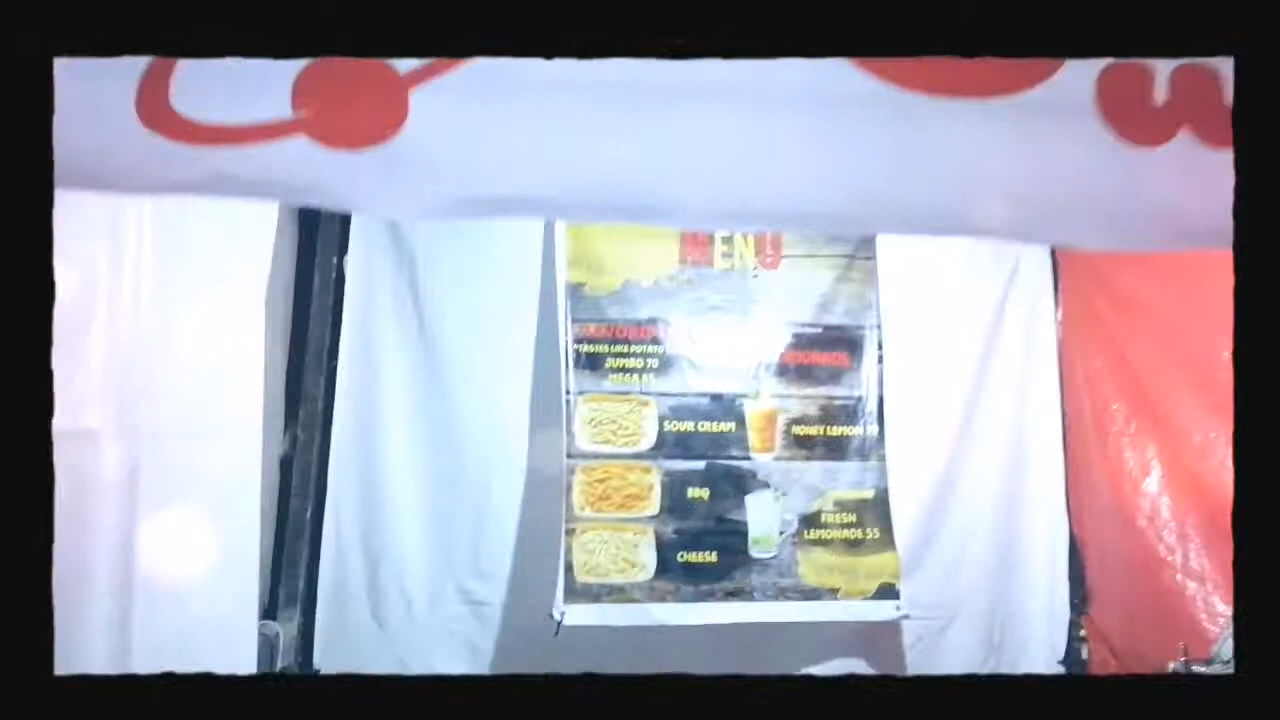 MENU
"TASTES LIKE POTATO
JUMBO 70
MEGA 85
SOUR CREAM
HONEY LEMON
BBQ
FRESH
LEMONADE 55
CHEESE